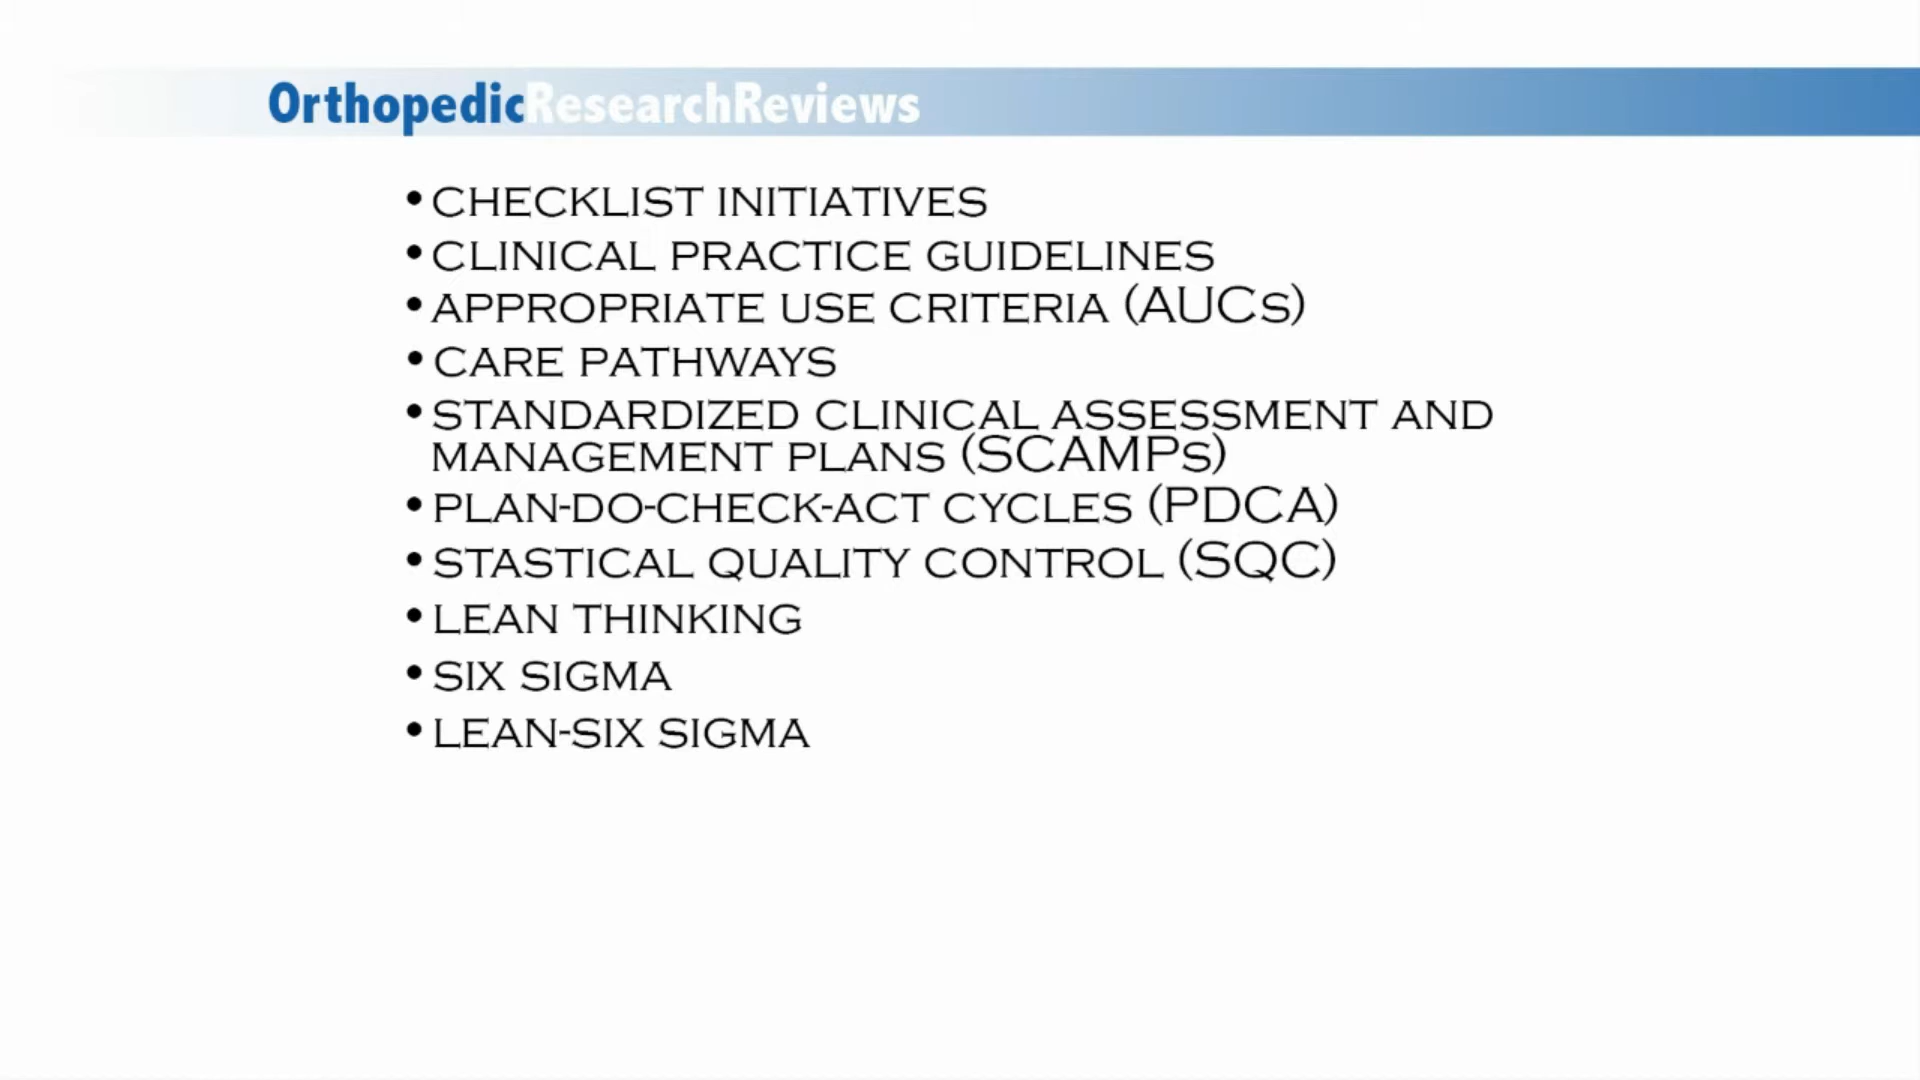 OrthopedicResearchReviews
• CHECKLIST INITIATIVES
• CLINICAL PRACTICE GUIDELINES
• APPROPRIATE USE CRITERIA (AUCs)
• CARE PATHWAYS
• STANDARDIZED CLINICAL ASSESSMENT AND
MANAGEMENT PLANS (SCAMPs)
• PLAN-DO-CHECK-ACT CYCLES (PDCA)
• STASTICAL QUALITY CONTROL (SQC)
• LEAN THINKING
• SIX SIGMA
• LEAN-SIX SIGMA